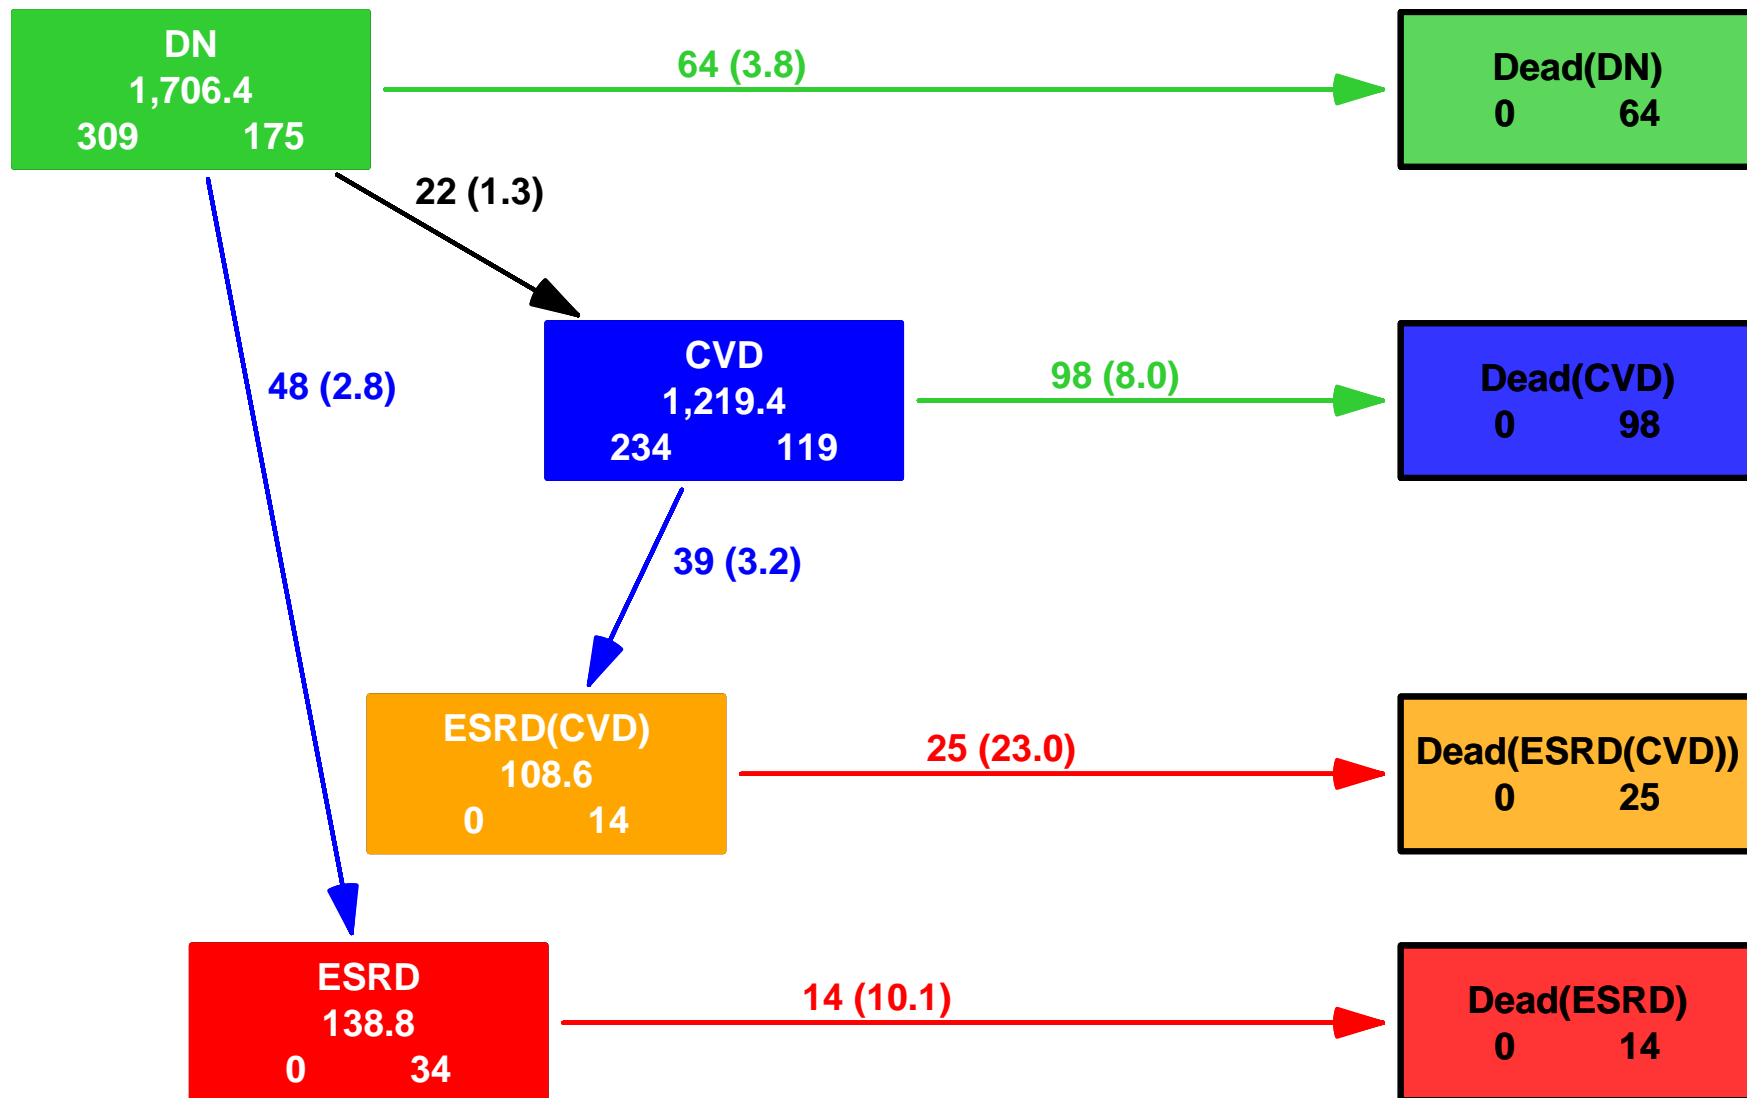 DN
1,706.4
309 175
64 (3.8)
Dead(DN)
0 64
22 (1.3)
CVD
1,219.4
234 119
98 (8.0)
Dead(CVD)
0 98
48 (2.8)
39 (3.2)
ESRD(CVD)
108.6
0 14
25 (23.0)
Dead(ESRD(CVD))
0 25
ESRD
138.8
0 34
14 (10.1)
Dead(ESRD)
0 14